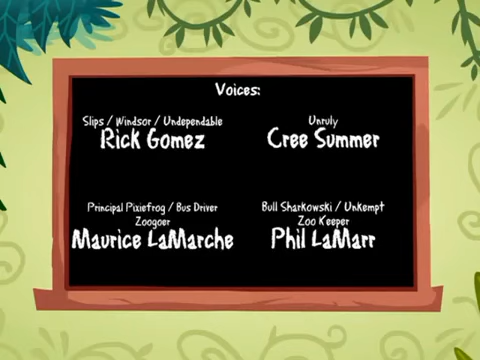 Voices:
Slips / Windsor / Undependable
Rick Gomez
Unruly
Cree Summer
Principal Pixiefrog / Bus Driver
Zoogoer
Maurice LaMarche
Bull Sharkowski / Unkempt
Zoo Keeper
Phil LaMarr